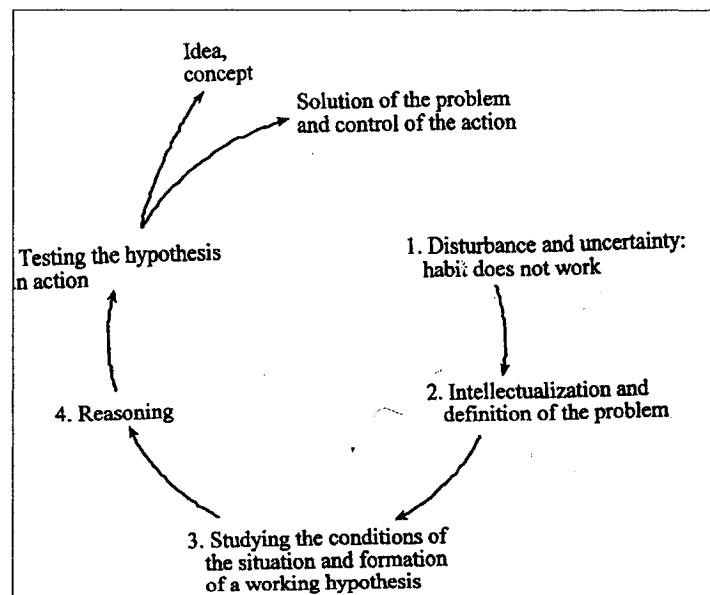 Idea,
concept
Solution of the problem
and control of the action
1. Disturbance and uncertainty:
habit does not work
2. Intellectualization and
definition of the problem
3. Studying the conditions of
the situation and formation
of a working hypothesis
4. Reasoning
Testing the hypothesis
n action